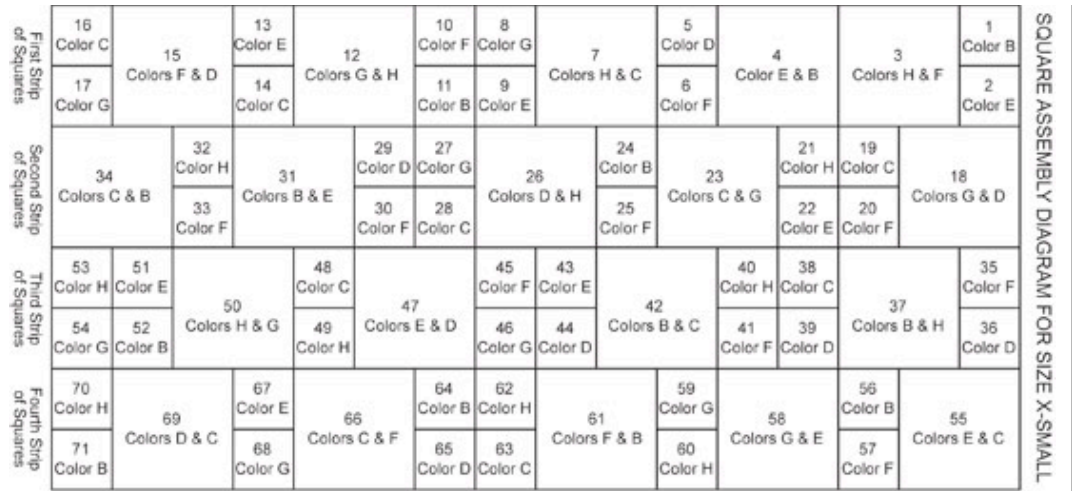 SQUARE ASSEMBLY DIAGRAM FOR SIZE X-SMALL
First Strip
of Squares
16
Color C
17
Color G
15
Colors F & D
13
Color E
14
Color C
12
Colors G & H
10
Color F
11
Color B
8
Color G
9
Color E
7
Colors H & C
5
Color D
6
Color F
4
Color E & B
3
Colors H & F
1
Color B
2
Color E
Second Strip
of Squares
34
Colors C & B
32
Color H
33
Color F
31
Colors B & E
29
Color D
30
Color F
27
Color G
28
Color C
26
Colors D & H
24
Color B
25
Color F
23
Colors C & G
21
Color H
22
Color E
19
Color C
20
Color F
18
Colors G & D
Third Strip
of Squares
53
Color H
54
Color G
51
Color E
52
Color B
50
Colors H & G
48
Color C
49
Color H
47
Colors E & D
45
Color F
46
Color G
43
Color E
44
Color D
42
Colors B & C
40
Color H
41
Color F
38
Color C
39
Color D
37
Colors B & H
35
Color F
36
Color D
Fourth Strip
of Squares
70
Color H
71
Color B
69
Colors D & C
67
Color E
68
Color G
66
Colors C & F
64
Color B
65
Color D
62
Color H
63
Color C
61
Colors F & B
59
Color G
60
Color H
58
Colors G & E
56
Color B
57
Color F
55
Colors E & C